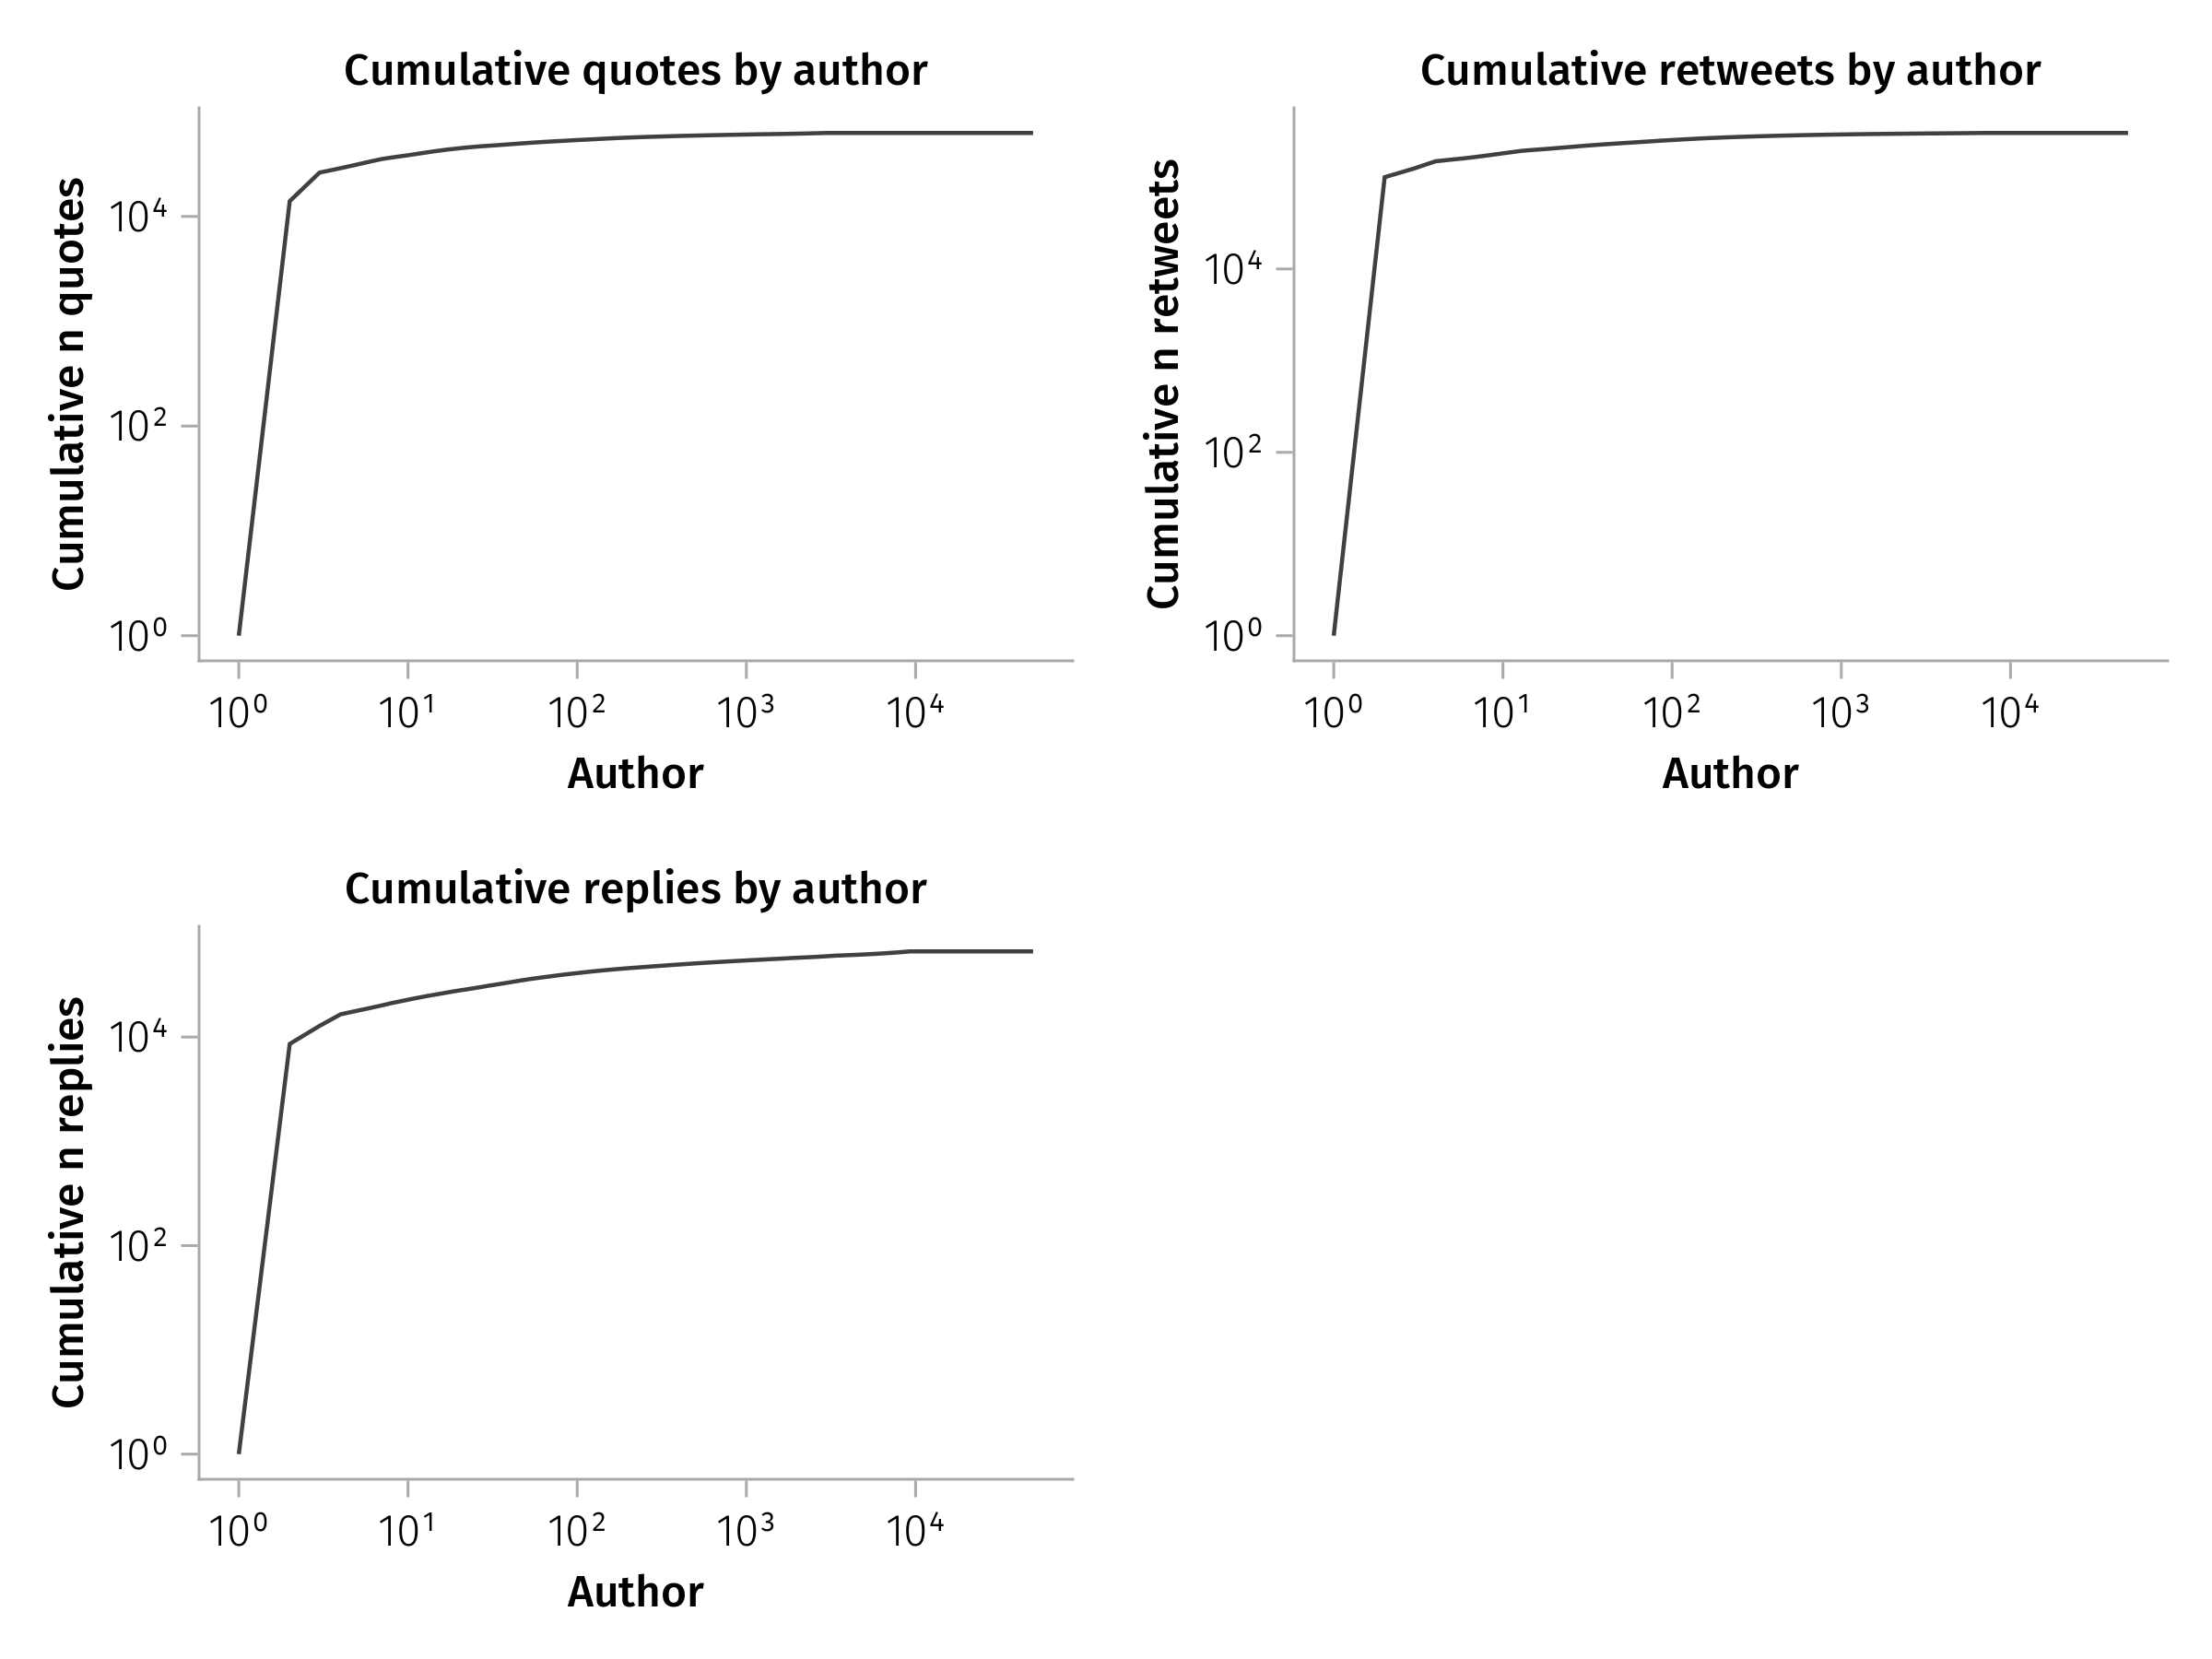 Cumulative quotes by author
Cumulative n quotes
10⁴
10²
10⁰
10⁰ 10¹ 10² 10³ 10⁴
Author
Cumulative retweets by author
Cumulative n retweets
10⁴
10²
10⁰
10⁰ 10¹ 10² 10³ 10⁴
Author
Cumulative replies by author
Cumulative n replies
10⁴
10²
10⁰
10⁰ 10¹ 10² 10³ 10⁴
Author